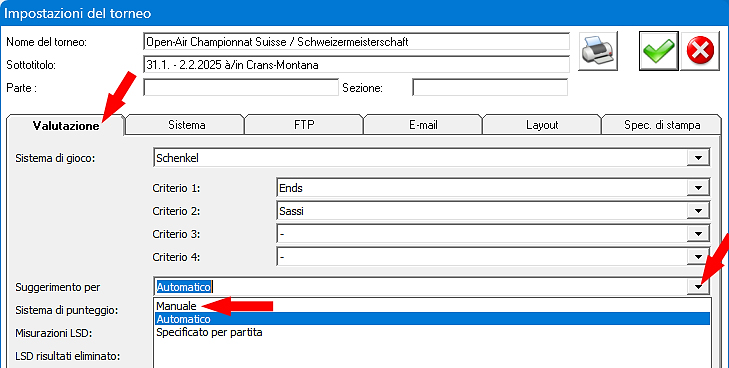 Impostazioni del torneo
Nome del torneo: Open-Air Championnat Suisse / Schweizermeisterschaft
Sottotitolo: 31.1. - 2.2.2025 à/in Crans-Montana
Parte : Sezione:
Valutazione Sistema FTP E-mail Layout Spec. di stampa
Sistema di gioco: Schenkel
Criterio 1: Ends
Criterio 2: Sassi
Criterio 3: -
Criterio 4: -
Suggerimento per Automatico
Sistema di punteggio: Manuale
Automatico
Misurazioni LSD: Specificato per partita
LSD risultati eliminato: